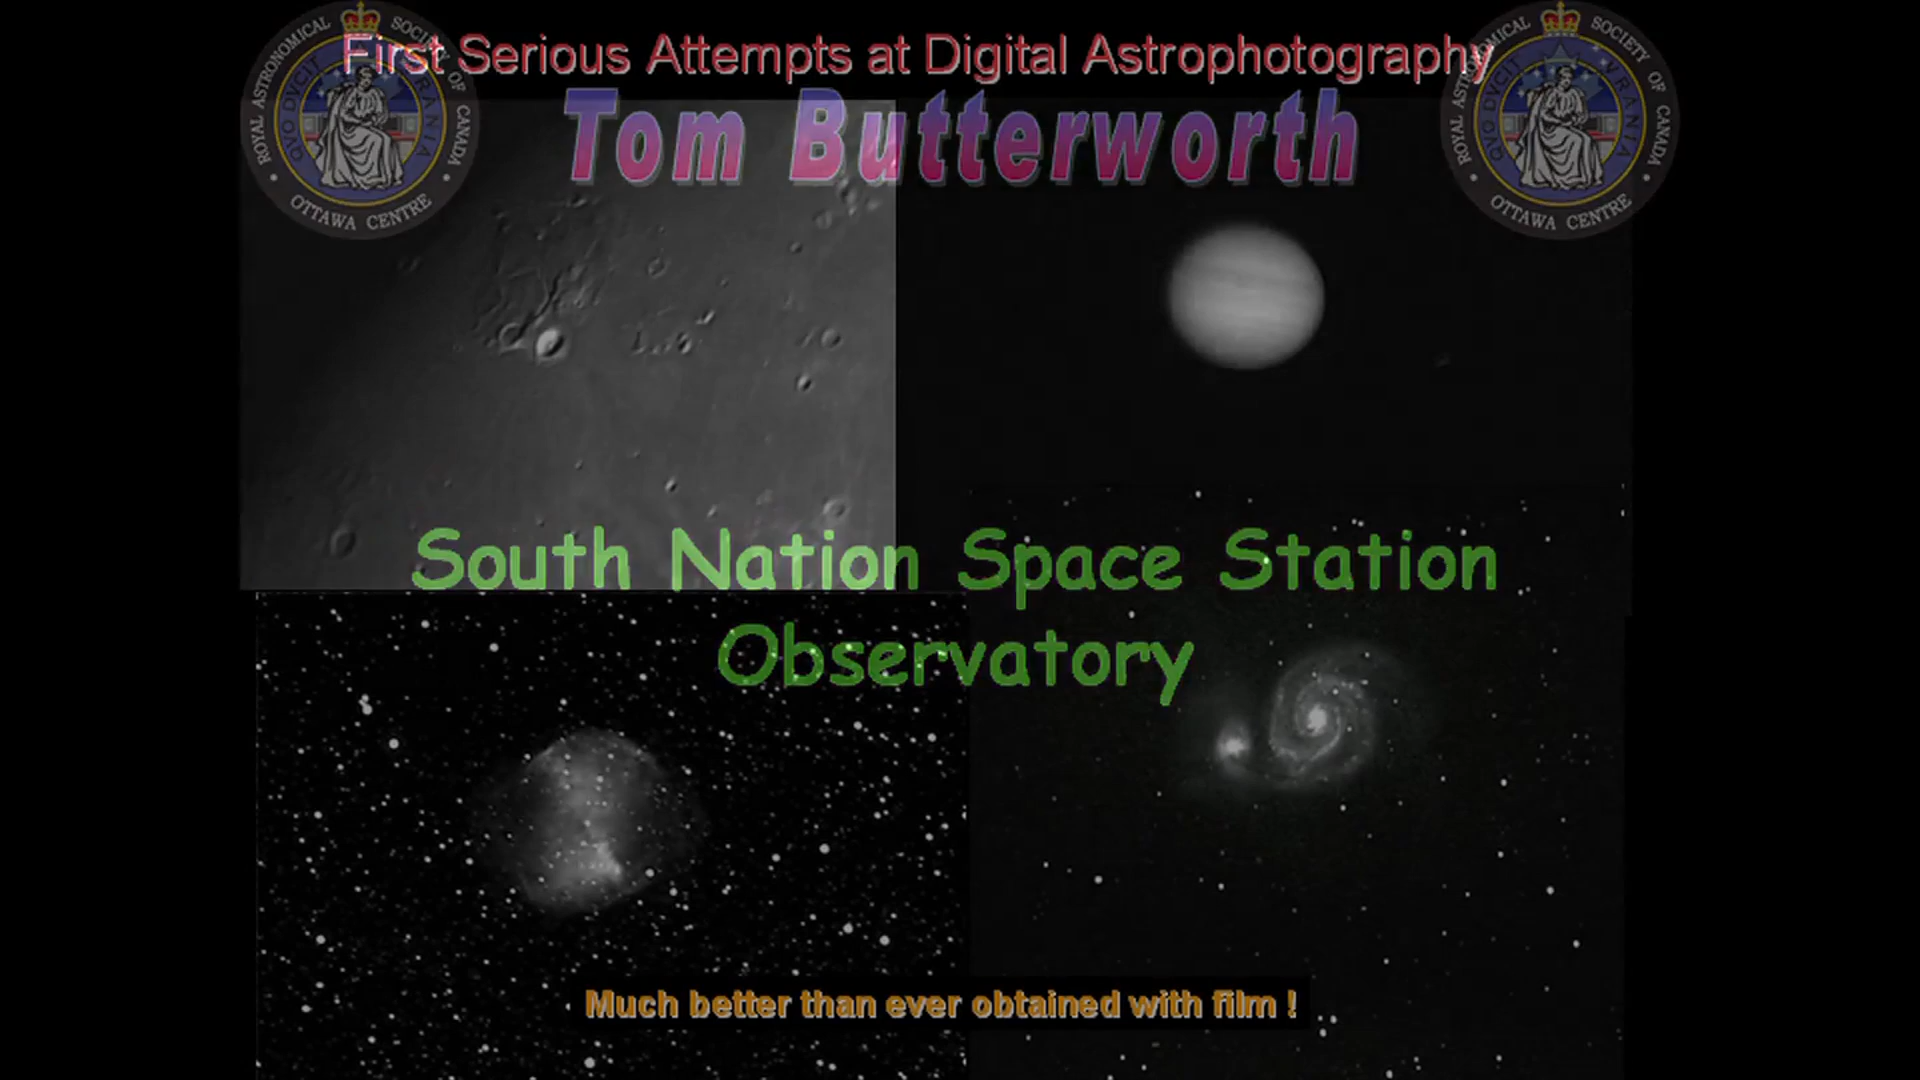 First Serious Attempts at Digital Astrophotography
Tom Butterworth
ROYAL ASTRONOMICAL SOCIETY OF CANADA
QUO DVCIT VRANIA
• OTTAWA CENTRE •
ROYAL ASTRONOMICAL SOCIETY OF CANADA
QUO DVCIT VRANIA
• OTTAWA CENTRE •
South Nation Space Station
Observatory
Much better than ever obtained with film !